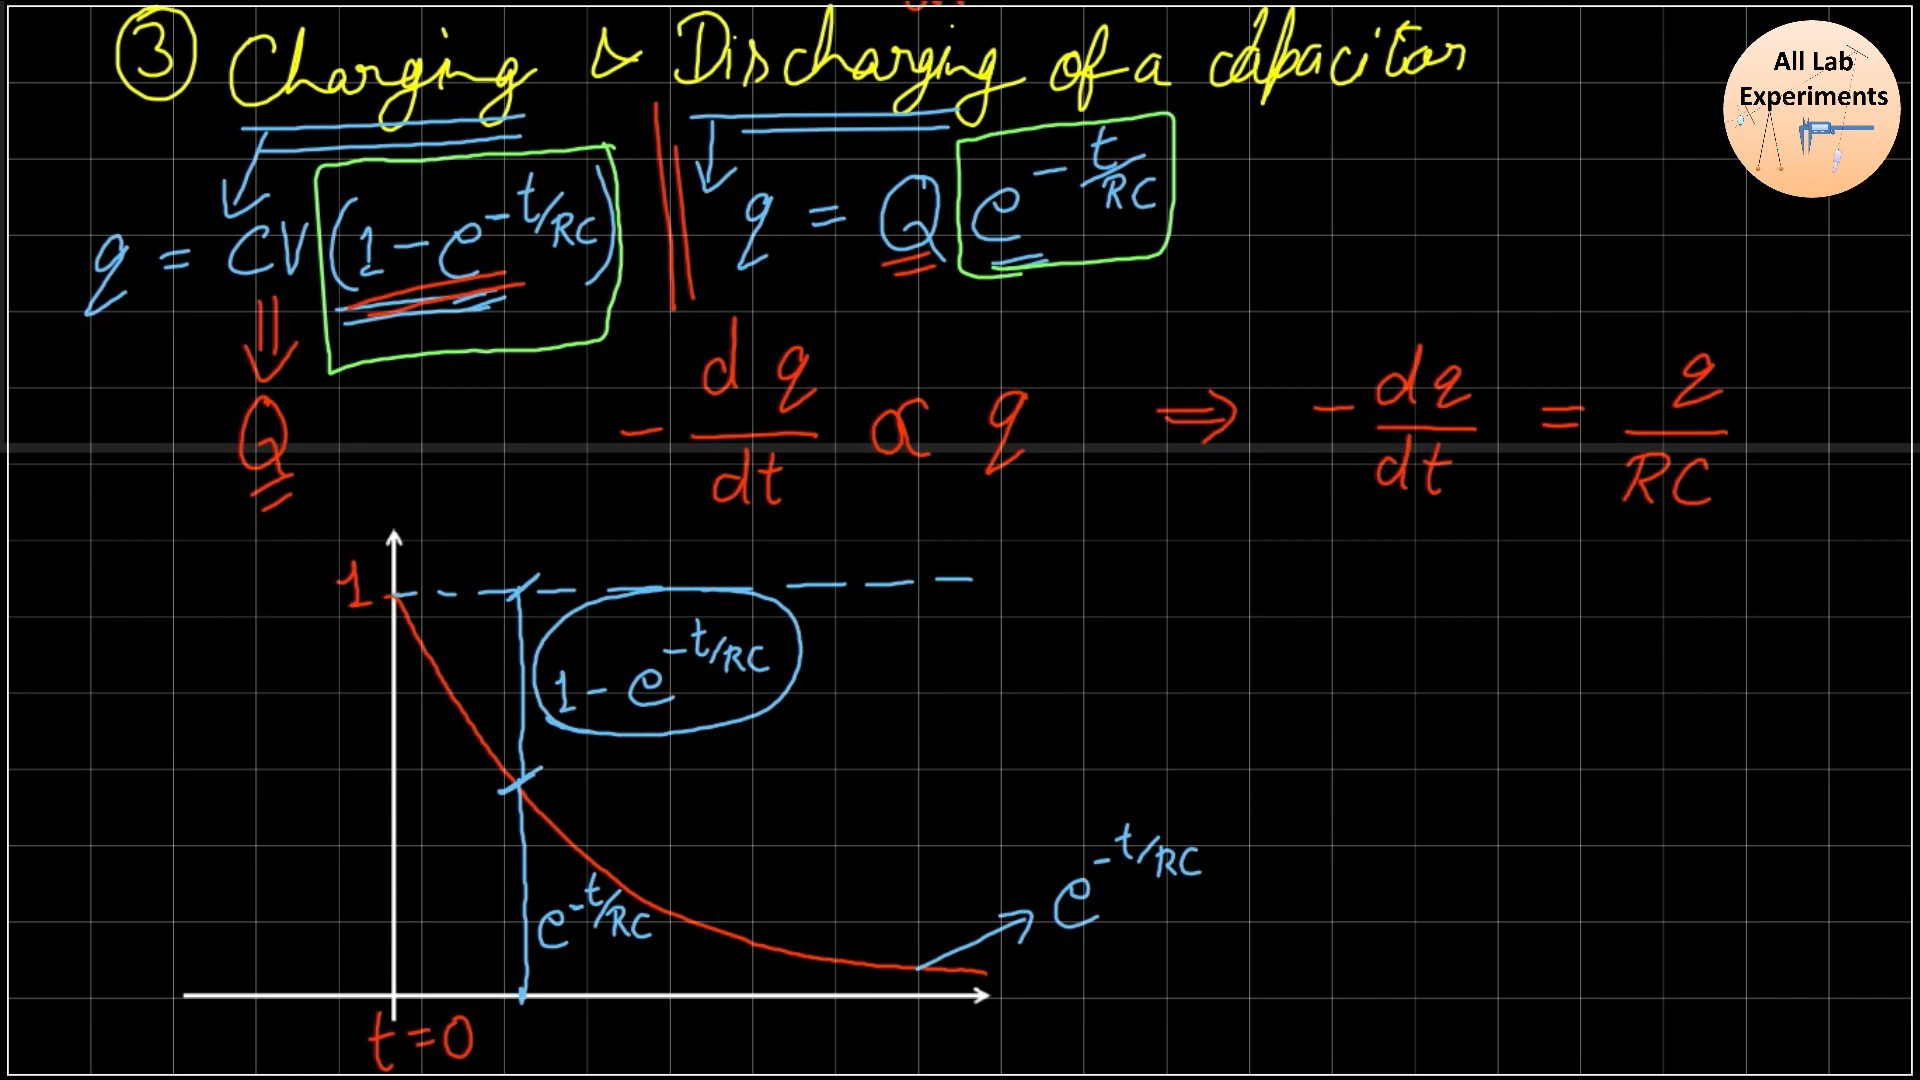 ③ Charging & Discharging of a capacitor
All Lab
Experiments
q = CV (1 - e^{-t/RC})
q = Q e^{-t/RC}
Q
- dq/dt ∝ q ⇒ - dq/dt = q/RC
1
1 - e^{-t/RC}
e^{-t/RC}
e^{-t/RC}
t = 0